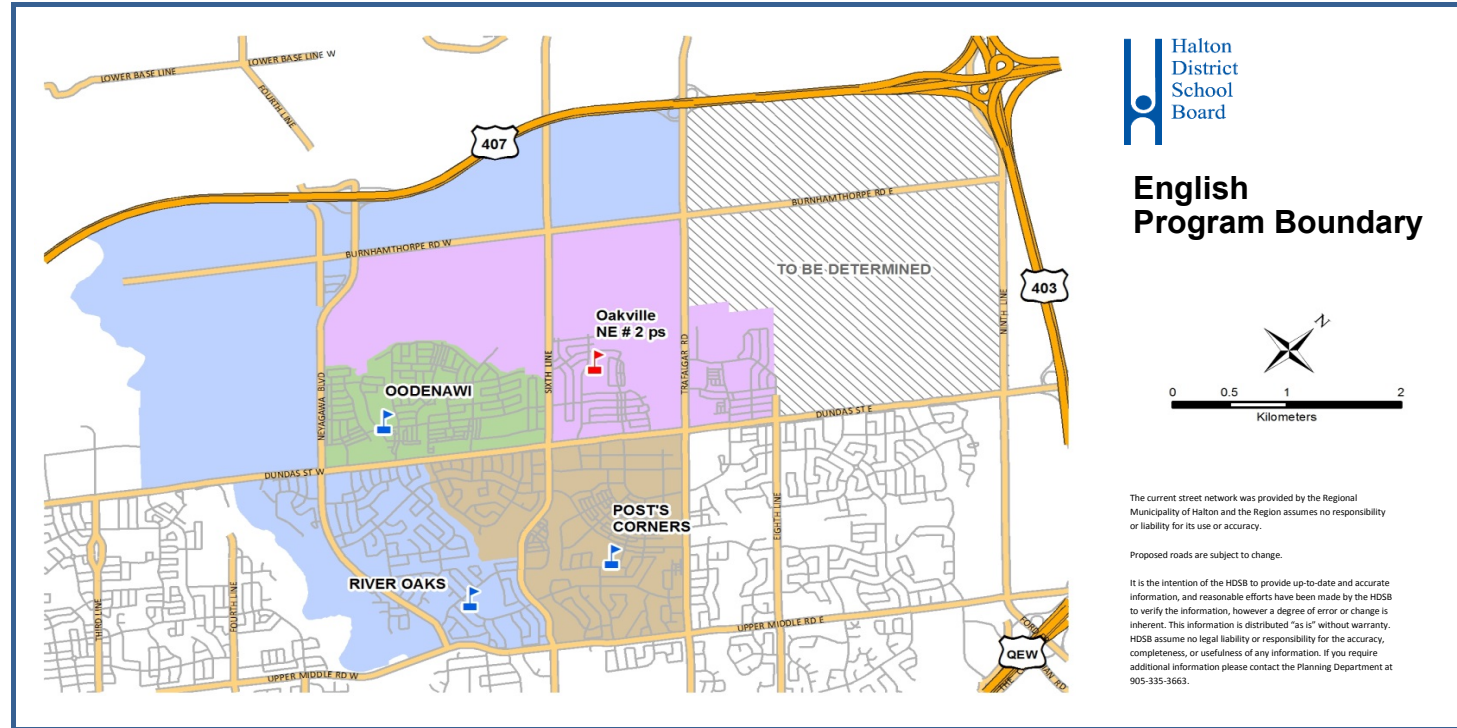 LOWER BASE LINE
LOWER BASE LINE W
FOURTH LINE
407
BURNHAMTHORPE RD W
BURNHAMTHORPE RD E
TO BE DETERMINED
NINTH LINE
403
Oakville
NE # 2 ps
OODENAWI
NEYAGAWA BLVD
SIXTH LINE
TRAFALGAR RD
DUNDAS ST E
DUNDAS ST W
POST'S
CORNERS
EIGHTH LINE
RIVER OAKS
THIRD LINE
FOURTH LINE
UPPER MIDDLE RD E
UPPER MIDDLE RD W
QEW
Halton
District
School
Board
English
Program Boundary
N
0 0.5 1 2
Kilometers
The current street network was provided by the Regional
Municipality of Halton and the Region assumes no responsibility
or liability for its use or accuracy.
Proposed roads are subject to change.
It is the intention of the HDSB to provide up-to-date and accurate
information, and reasonable efforts have been made by the HDSB
to verify the information, however a degree of error or change is
inherent. This information is distributed “as is” without warranty.
HDSB assume no legal liability or responsibility for the accuracy,
completeness, or usefulness of any information. If you require
additional information please contact the Planning Department at
905-335-3663.